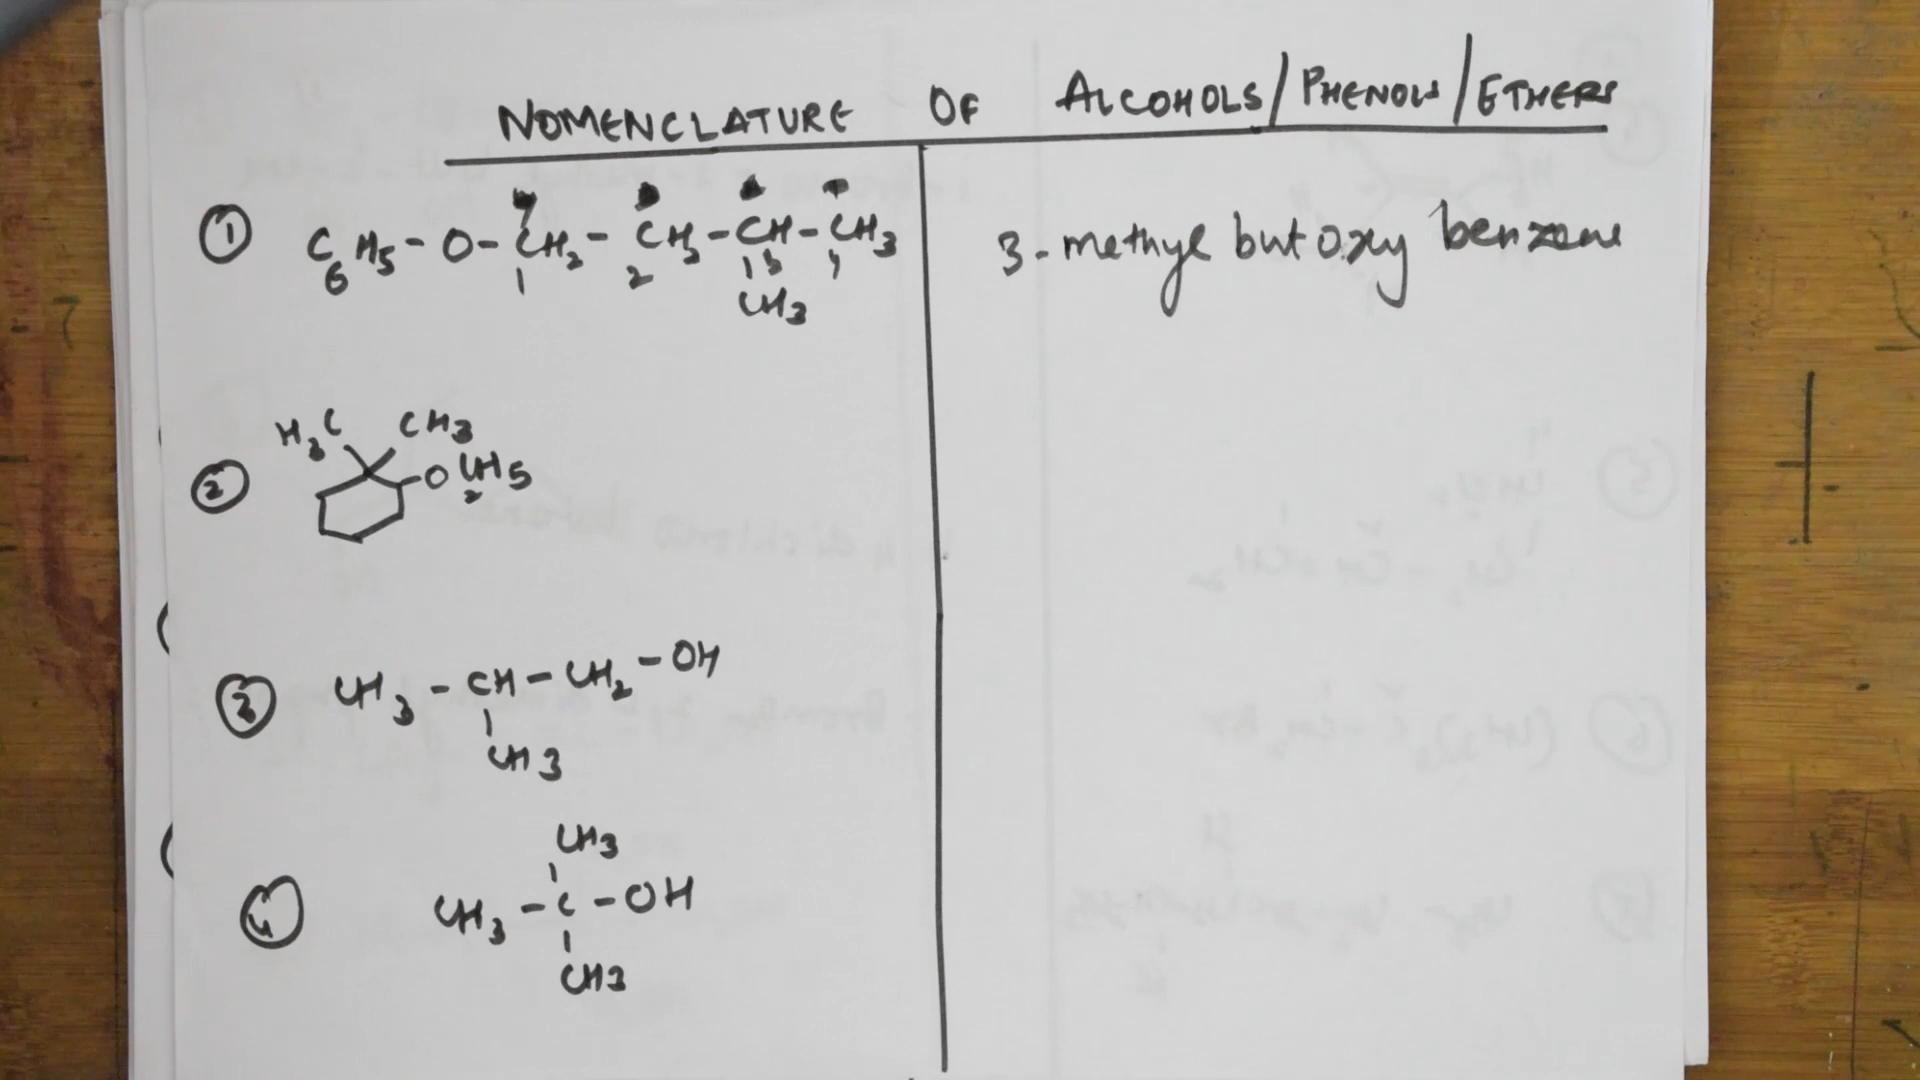 NOMENCLATURE OF ALCOHOLS/PHENOLS/ETHERS
① C6H5-O-CH2-CH2-CH-CH3 3-methyl butoxy benzene
1 2 3 4
CH3
H3C CH3
② OC2H5
③ CH3-CH-CH2-OH
CH3
CH3
④ CH3-C-OH
CH3